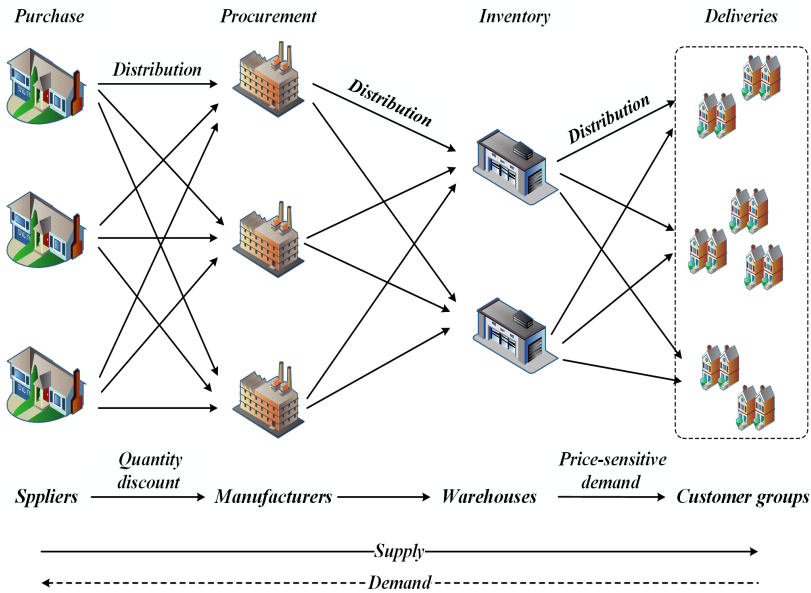 Purchase
Procurement
Inventory
Deliveries
Distribution
Distribution
Distribution
Quantity
discount
Price-sensitive
demand
Sppliers
Manufacturers
Warehouses
Customer groups
Supply
Demand